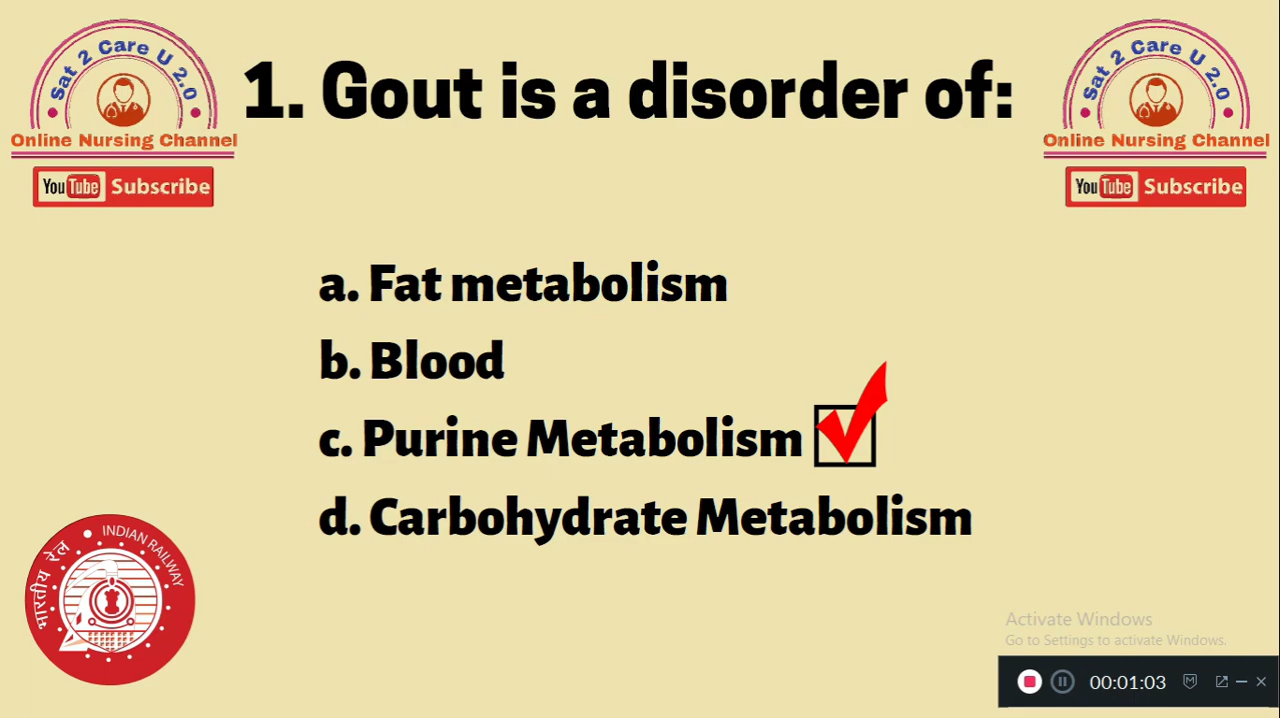 Sat 2 Care U 2.0
Online Nursing Channel
YouTube Subscribe
1. Gout is a disorder of:
Sat 2 Care U 2.0
Online Nursing Channel
YouTube Subscribe
a. Fat metabolism
b. Blood
c. Purine Metabolism
d. Carbohydrate Metabolism
भारतीय रेल INDIAN RAILWAY
Activate Windows
Go to Settings to activate Windows.
00:01:03